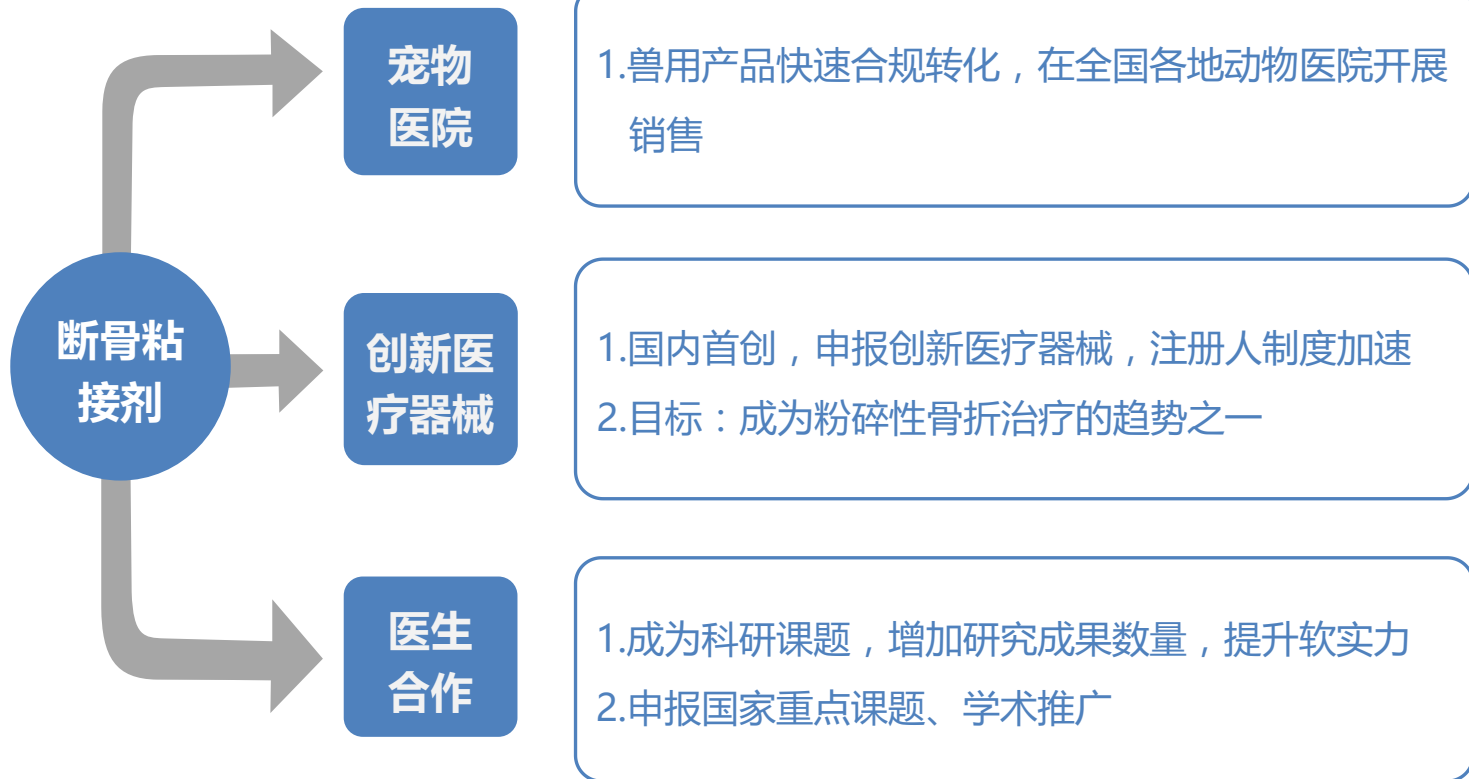 宠物
医院
1.兽用产品快速合规转化，在全国各地动物医院开展
销售
断骨粘
接剂
创新医
疗器械
1.国内首创，申报创新医疗器械，注册人制度加速
2.目标：成为粉碎性骨折治疗的趋势之一
医生
合作
1.成为科研课题，增加研究成果数量，提升软实力
2.申报国家重点课题、学术推广